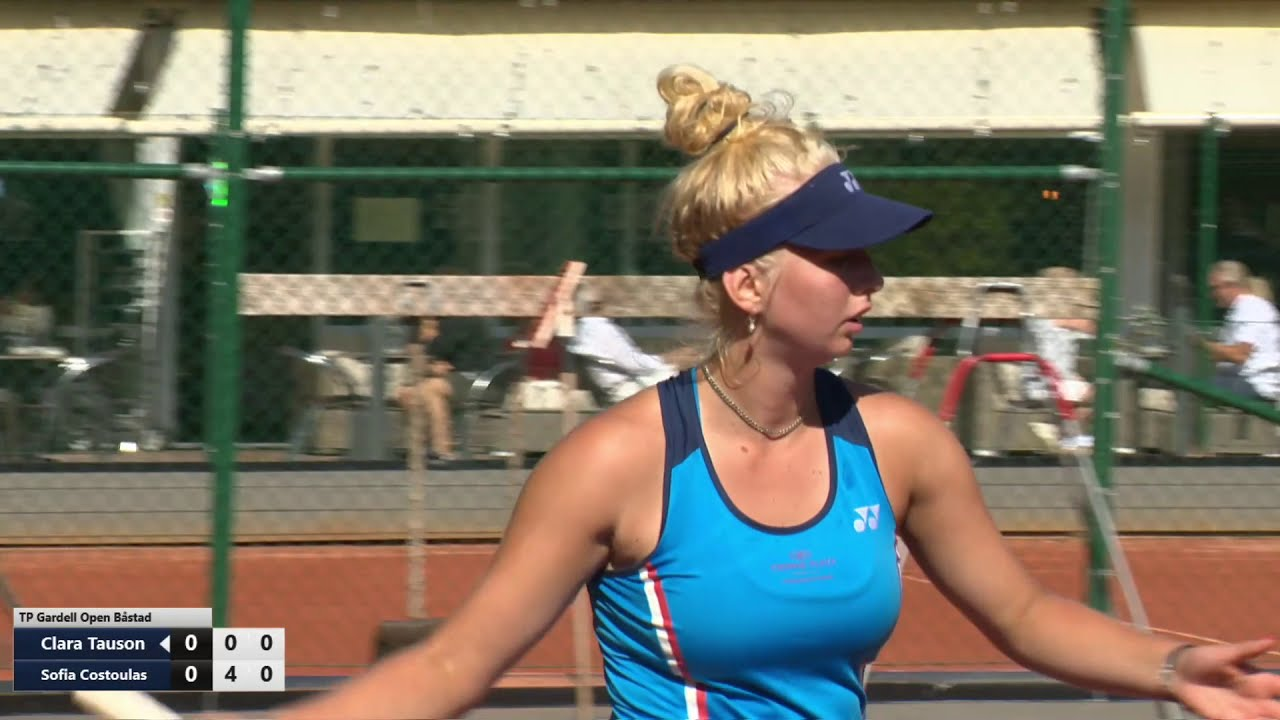 TP Gardell Open Båstad
Clara Tauson 0 0 0
Sofia Costoulas 0 4 0